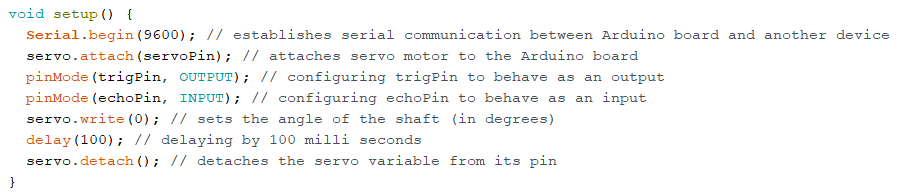 void setup() {
  Serial.begin(9600); // establishes serial communication between Arduino board and another device
  servo.attach(servoPin); // attaches servo motor to the Arduino board
  pinMode(trigPin, OUTPUT); // configuring trigPin to behave as an output
  pinMode(echoPin, INPUT); // configuring echoPin to behave as an input
  servo.write(0); // sets the angle of the shaft (in degrees)
  delay(100); // delaying by 100 milli seconds
  servo.detach(); // detaches the servo variable from its pin
}